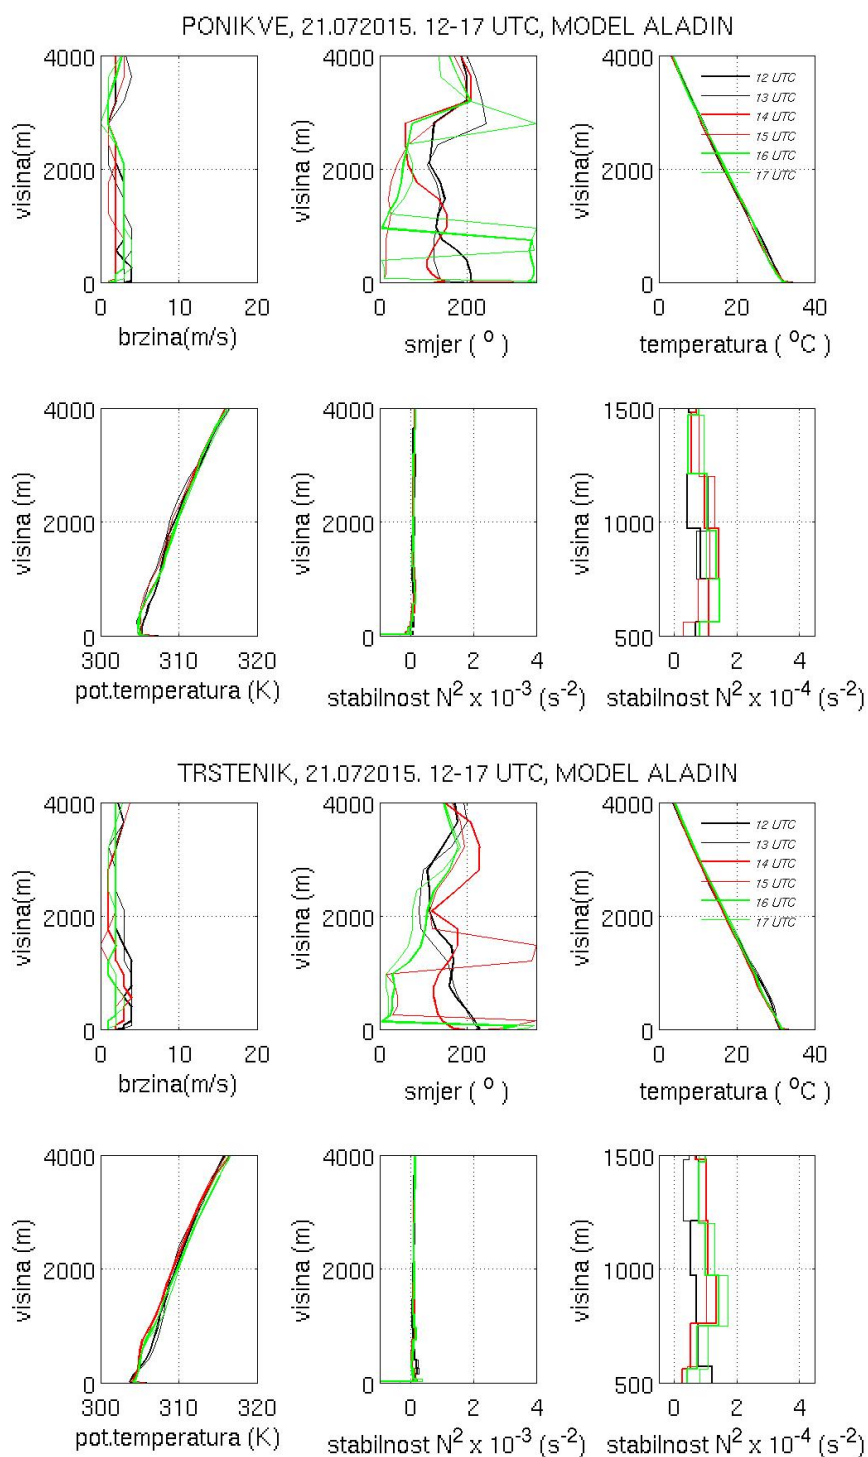 PONIKVE, 21.072015. 12-17 UTC, MODEL ALADIN
4000
2000
0
visina(m)
0 10 20
brzina(m/s)
4000
2000
0
visina (m)
200
smjer ( °)
4000
2000
0
visina(m)
0 20 40
temperatura ( °C )
12 UTC
13 UTC
14 UTC
15 UTC
16 UTC
17 UTC
4000
2000
0
visina (m)
300 310 320
pot.temperatura (K)
4000
2000
0
visina (m)
0 2 4
stabilnost N² x 10⁻³ (s⁻²)
1500
1000
500
visina (m)
0 2 4
stabilnost N² x 10⁻⁴ (s⁻²)
TRSTENIK, 21.072015. 12-17 UTC, MODEL ALADIN
4000
2000
0
visina(m)
0 10 20
brzina(m/s)
4000
2000
0
visina (m)
200
smjer ( °)
4000
2000
0
visina(m)
0 20 40
temperatura ( °C )
12 UTC
13 UTC
14 UTC
15 UTC
16 UTC
17 UTC
4000
2000
0
visina (m)
300 310 320
pot.temperatura (K)
4000
2000
0
visina (m)
0 2 4
stabilnost N² x 10⁻³ (s⁻²)
1500
1000
500
visina (m)
0 2 4
stabilnost N² x 10⁻⁴ (s⁻²)